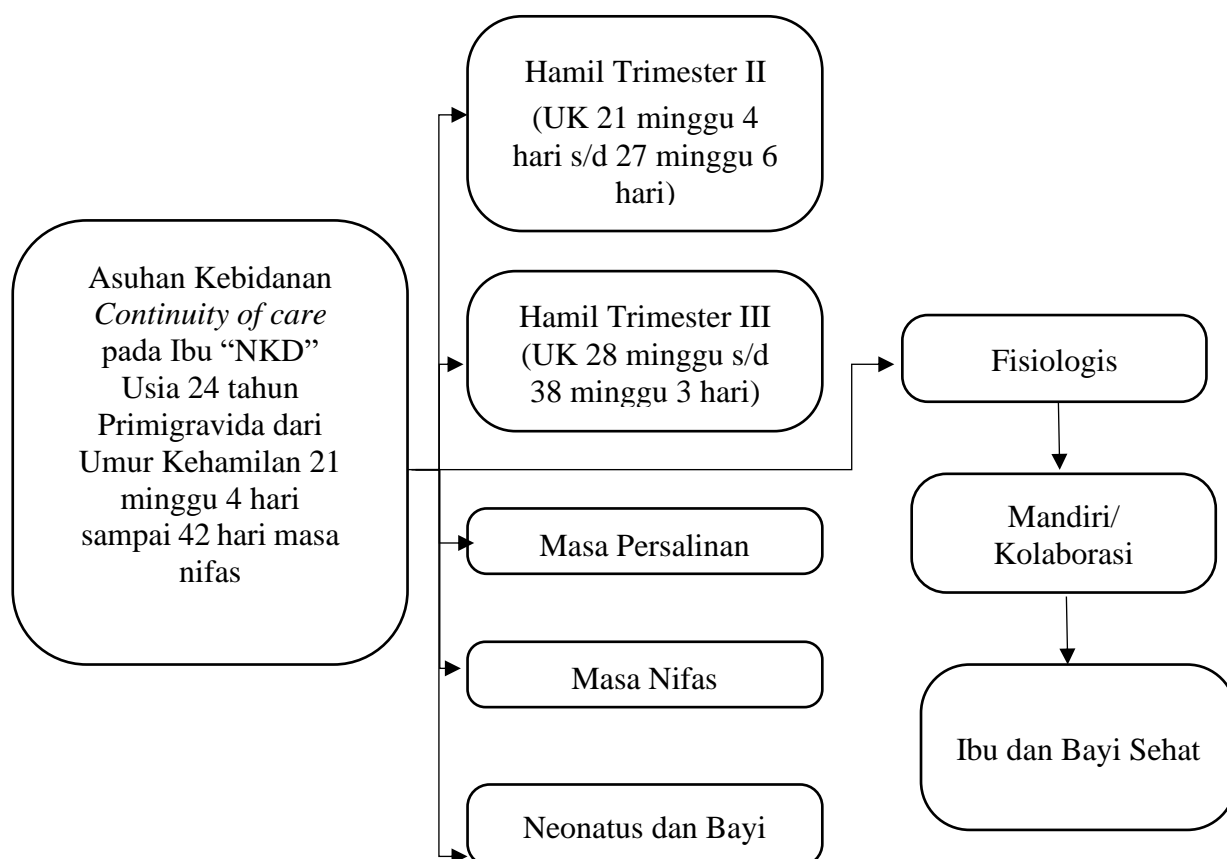 Asuhan Kebidanan
Continuity of care
pada Ibu “NKD”
Usia 24 tahun
Primigravida dari
Umur Kehamilan 21
minggu 4 hari
sampai 42 hari masa
nifas
Hamil Trimester II
(UK 21 minggu 4
hari s/d 27 minggu 6
hari)
Hamil Trimester III
(UK 28 minggu s/d
38 minggu 3 hari)
Masa Persalinan
Masa Nifas
Neonatus dan Bayi
Fisiologis
Mandiri/
Kolaborasi
Ibu dan Bayi Sehat